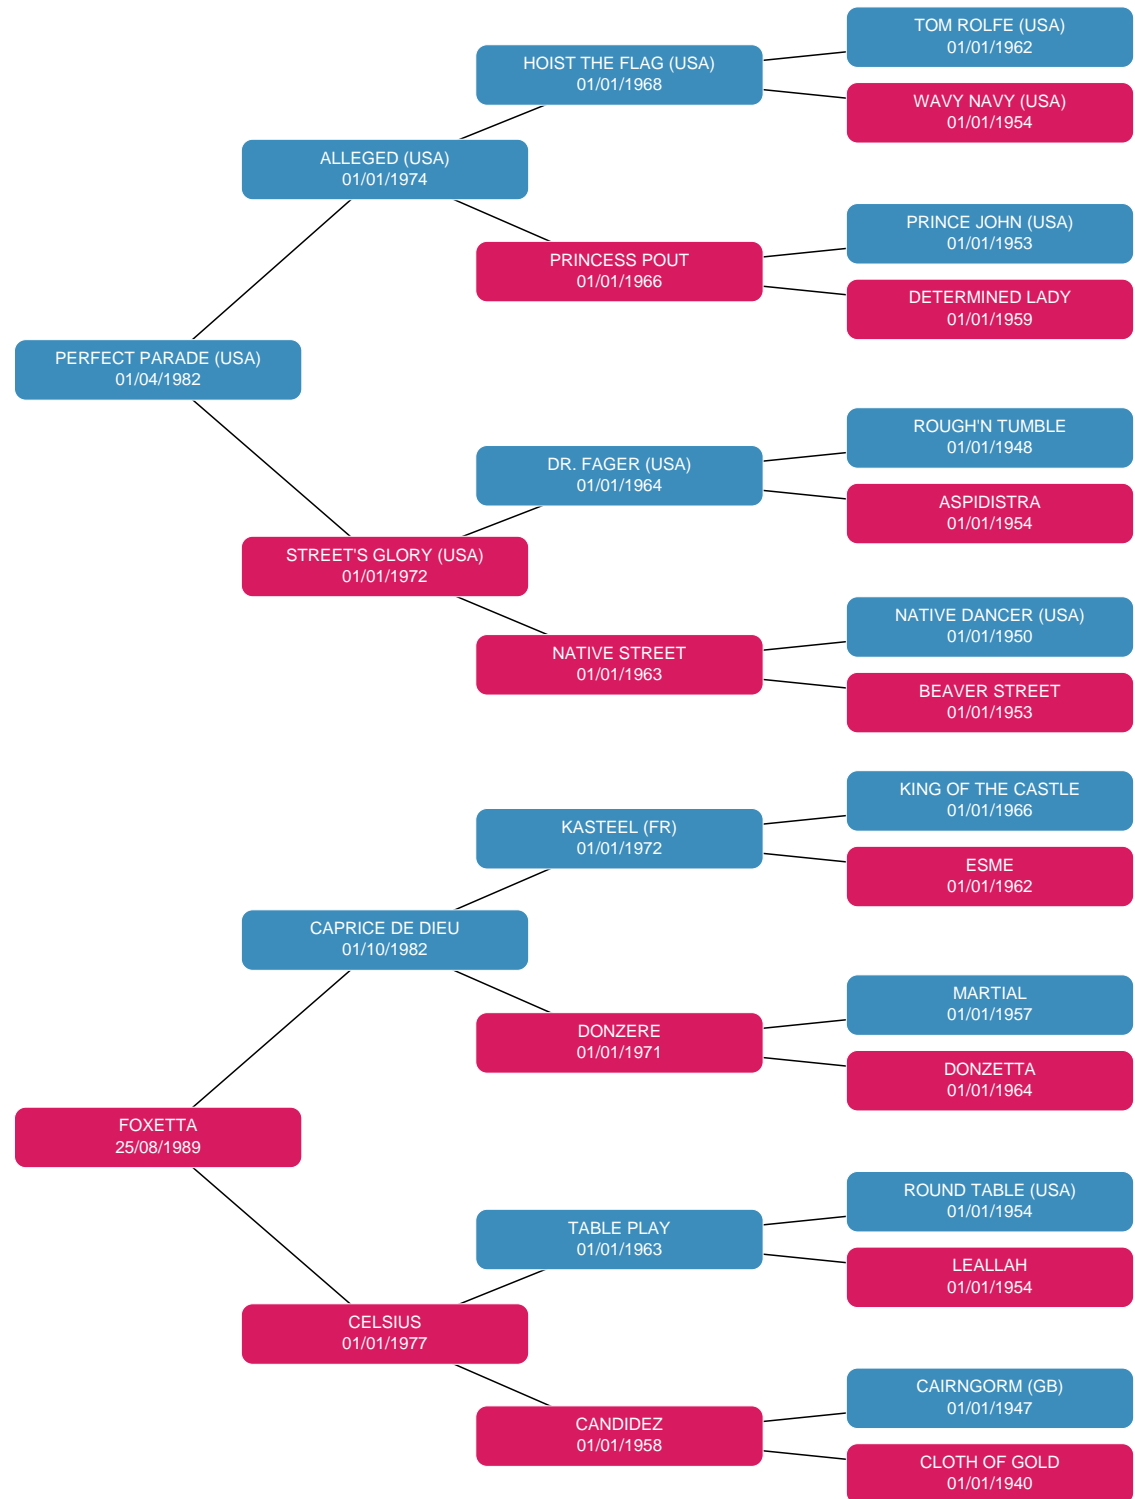 TOM ROLFE (USA)
01/01/1962
HOIST THE FLAG (USA)
01/01/1968
WAVY NAVY (USA)
01/01/1954
ALLEGED (USA)
01/01/1974
PRINCE JOHN (USA)
01/01/1953
PRINCESS POUT
01/01/1966
DETERMINED LADY
01/01/1959
PERFECT PARADE (USA)
01/04/1982
ROUGH'N TUMBLE
01/01/1948
DR. FAGER (USA)
01/01/1964
ASPIDISTRA
01/01/1954
STREET'S GLORY (USA)
01/01/1972
NATIVE DANCER (USA)
01/01/1950
NATIVE STREET
01/01/1963
BEAVER STREET
01/01/1953
KING OF THE CASTLE
01/01/1966
KASTEEL (FR)
01/01/1972
ESME
01/01/1962
CAPRICE DE DIEU
01/10/1982
MARTIAL
01/01/1957
DONZERE
01/01/1971
DONZETTA
01/01/1964
FOXETTA
25/08/1989
ROUND TABLE (USA)
01/01/1954
TABLE PLAY
01/01/1963
LEALLAH
01/01/1954
CELSIUS
01/01/1977
CAIRNGORM (GB)
01/01/1947
CANDIDEZ
01/01/1958
CLOTH OF GOLD
01/01/1940